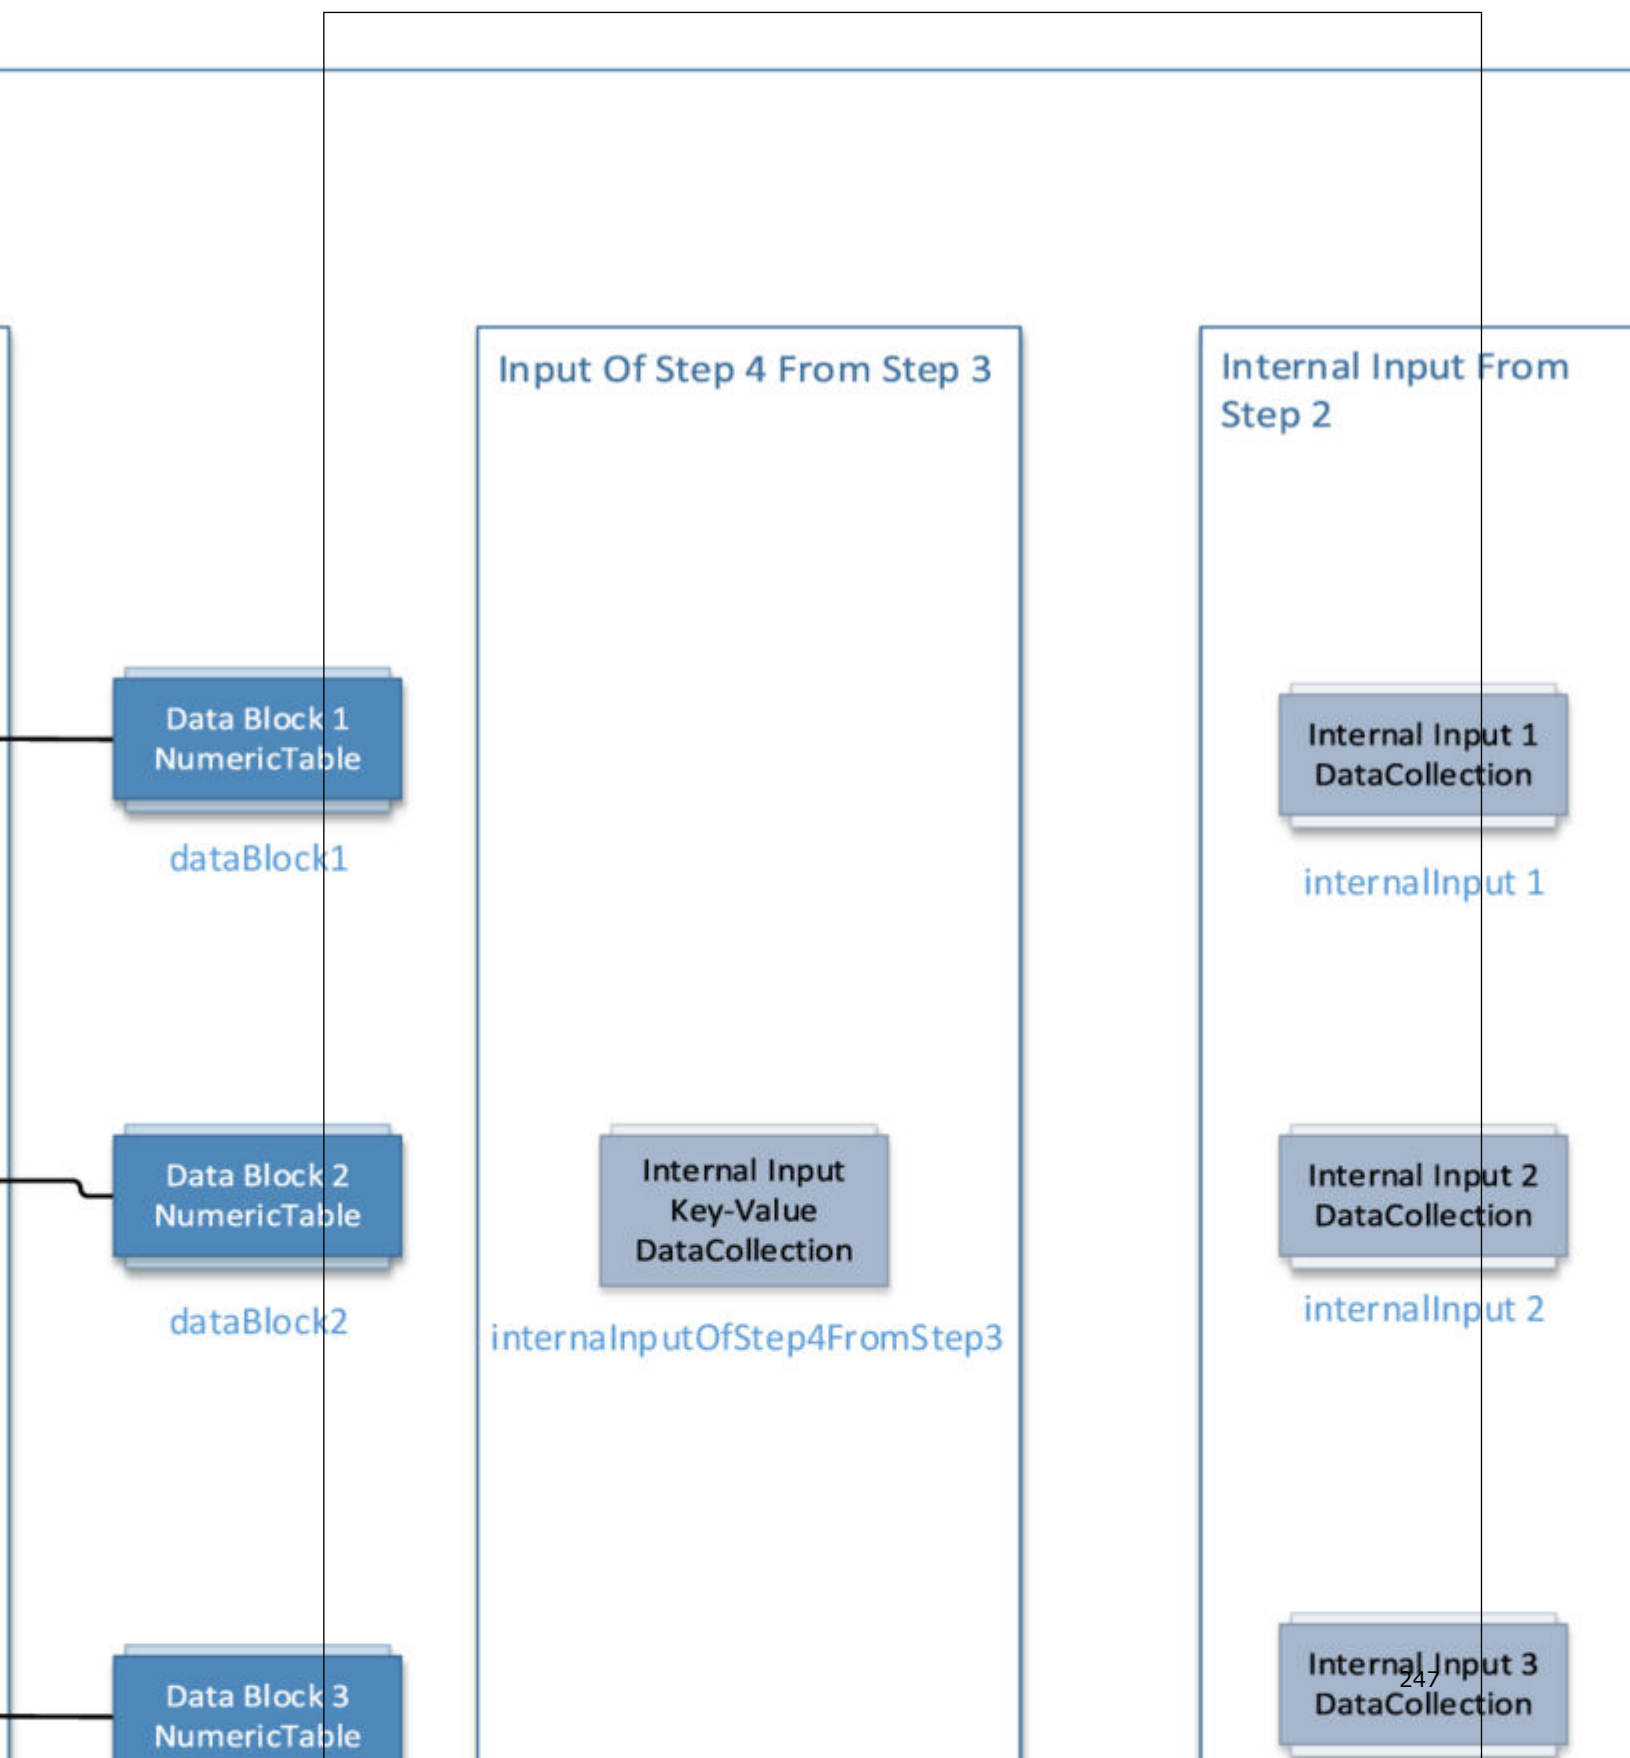 Input Of Step 4 From Step 3
Internal Input From
Step 2
Data Block 1
NumericTable
dataBlock1
Internal Input 1
DataCollection
internalInput 1
Data Block 2
NumericTable
dataBlock2
Internal Input
Key-Value
DataCollection
internaInputOfStep4FromStep3
Internal Input 2
DataCollection
internalInput 2
Data Block 3
NumericTable
Internal Input 3
DataCollection
247